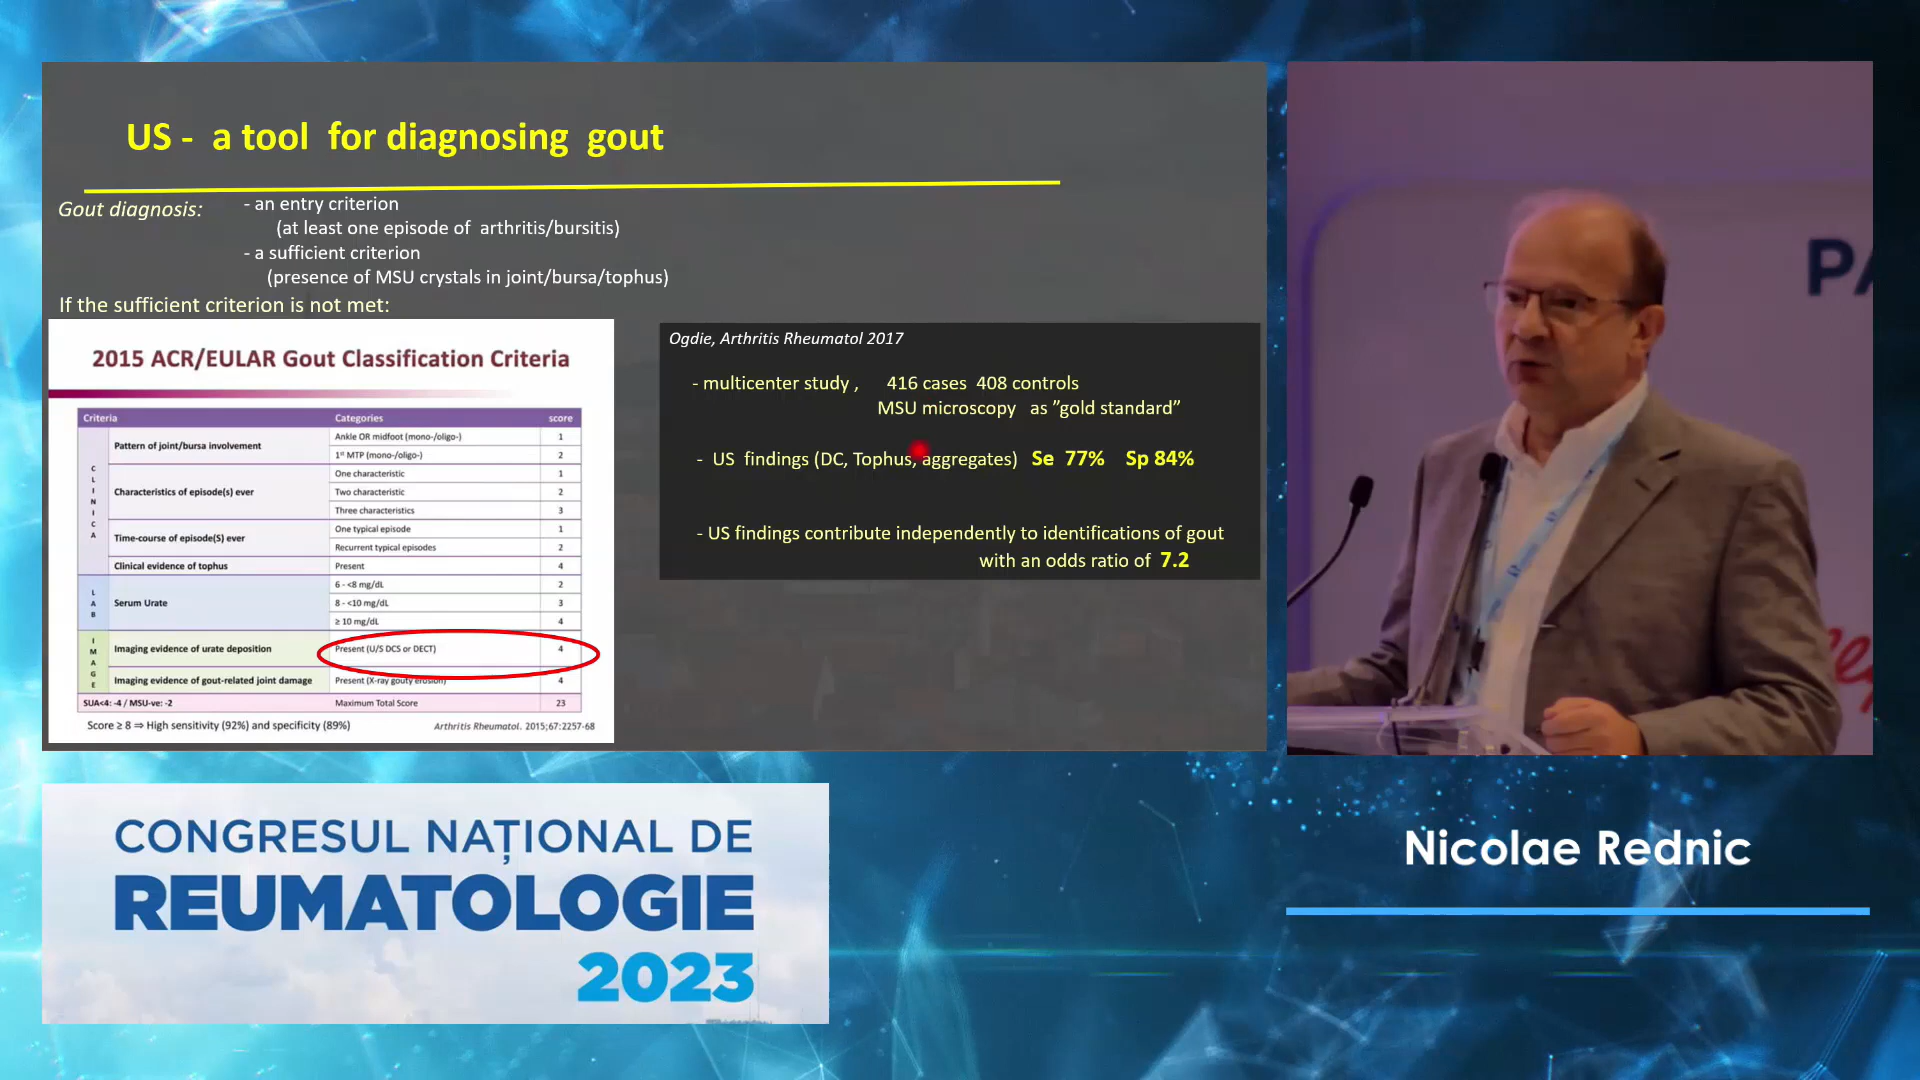 US - a tool for diagnosing gout
Gout diagnosis:
- an entry criterion
(at least one episode of arthritis/bursitis)
- a sufficient criterion
(presence of MSU crystals in joint/bursa/tophus)
If the sufficient criterion is not met:
2015 ACR/EULAR Gout Classification Criteria
Criteria Categories score
CLINICA
Pattern of joint/bursa involvement
Ankle OR midfoot (mono-/oligo-) 1
1st MTP (mono-/oligo-) 2
Characteristics of episode(s) ever
One characteristic 1
Two characteristic 2
Three characteristics 3
Time-course of episode(S) ever
One typical episode 1
Recurrent typical episodes 2
Clinical evidence of tophus Present 4
LAB
Serum Urate
6 - <8 mg/dL 2
8 - <10 mg/dL 3
≥ 10 mg/dL 4
IMAGE
Imaging evidence of urate deposition Present (U/S DCS or DECT) 4
Imaging evidence of gout-related joint damage Present (X-ray gouty erosion) 4
SUA<4: -4 / MSU-ve: -2 Maximum Total Score 23
Score ≥ 8 ⇒ High sensitivity (92%) and specificity (89%)
Arthritis Rheumatol. 2015;67:2257-68
Ogdie, Arthritis Rheumatol 2017
- multicenter study , 416 cases 408 controls
MSU microscopy as ”gold standard”
- US findings (DC, Tophus, aggregates) Se 77% Sp 84%
- US findings contribute independently to identifications of gout
with an odds ratio of 7.2
PA
CONGRESUL NAȚIONAL DE
REUMATOLOGIE
2023
Nicolae Rednic